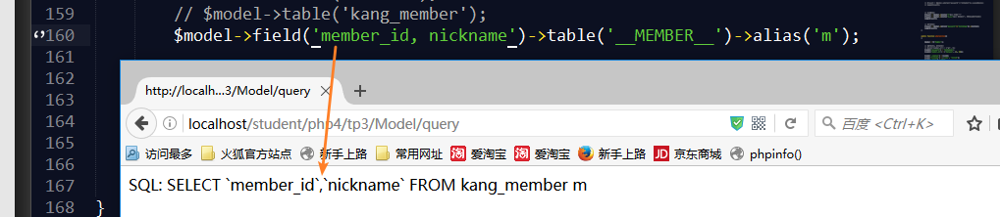 159 // $model->table('kang_member');
160 $model->field('member_id, nickname')->table('__MEMBER__')->alias('m');
161
162
http://localh...3/Model/query × +
163
164 localhost/student/php4/tp3/Model/query 百度 <Ctrl+K>
165
166 访问最多 火狐官方站点 新手上路 常用网址 淘 爱淘宝 淘 爱淘宝 新手上路 JD 京东商城 phpinfo()
167 SQL: SELECT `member_id`,`nickname` FROM kang_member m
168 }